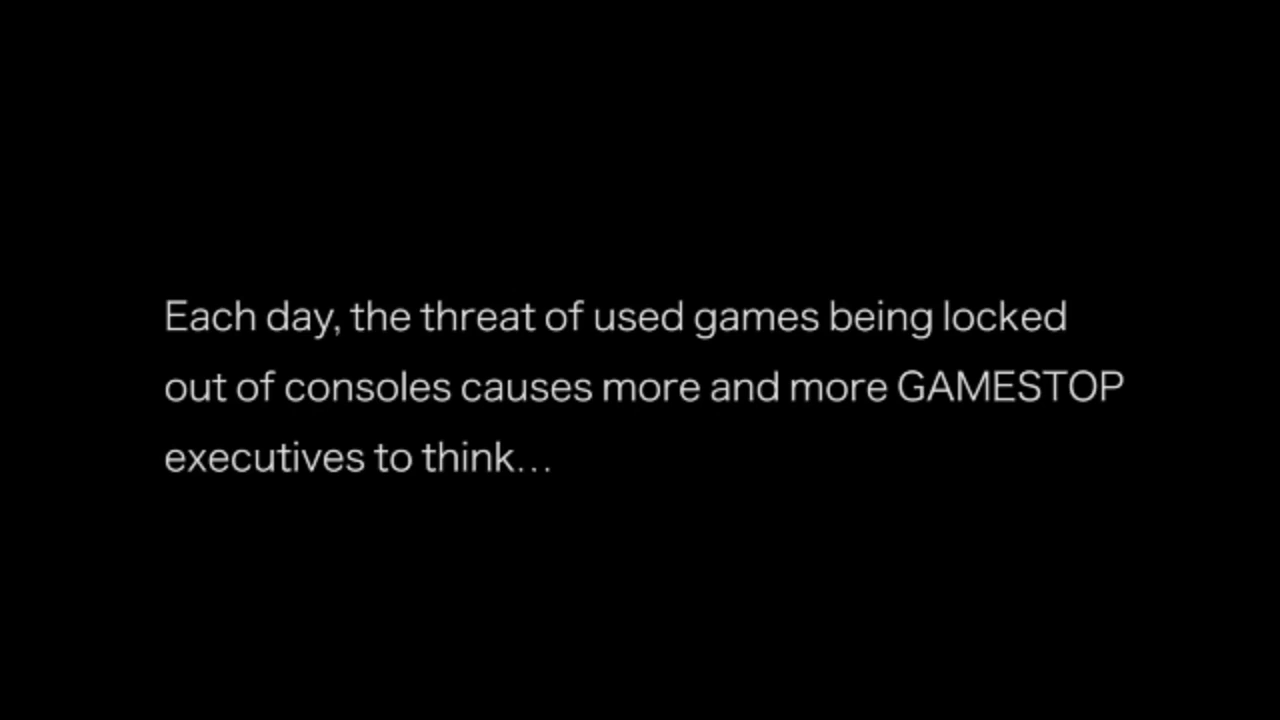 Each day, the threat of used games being locked
out of consoles causes more and more GAMESTOP
executives to think…